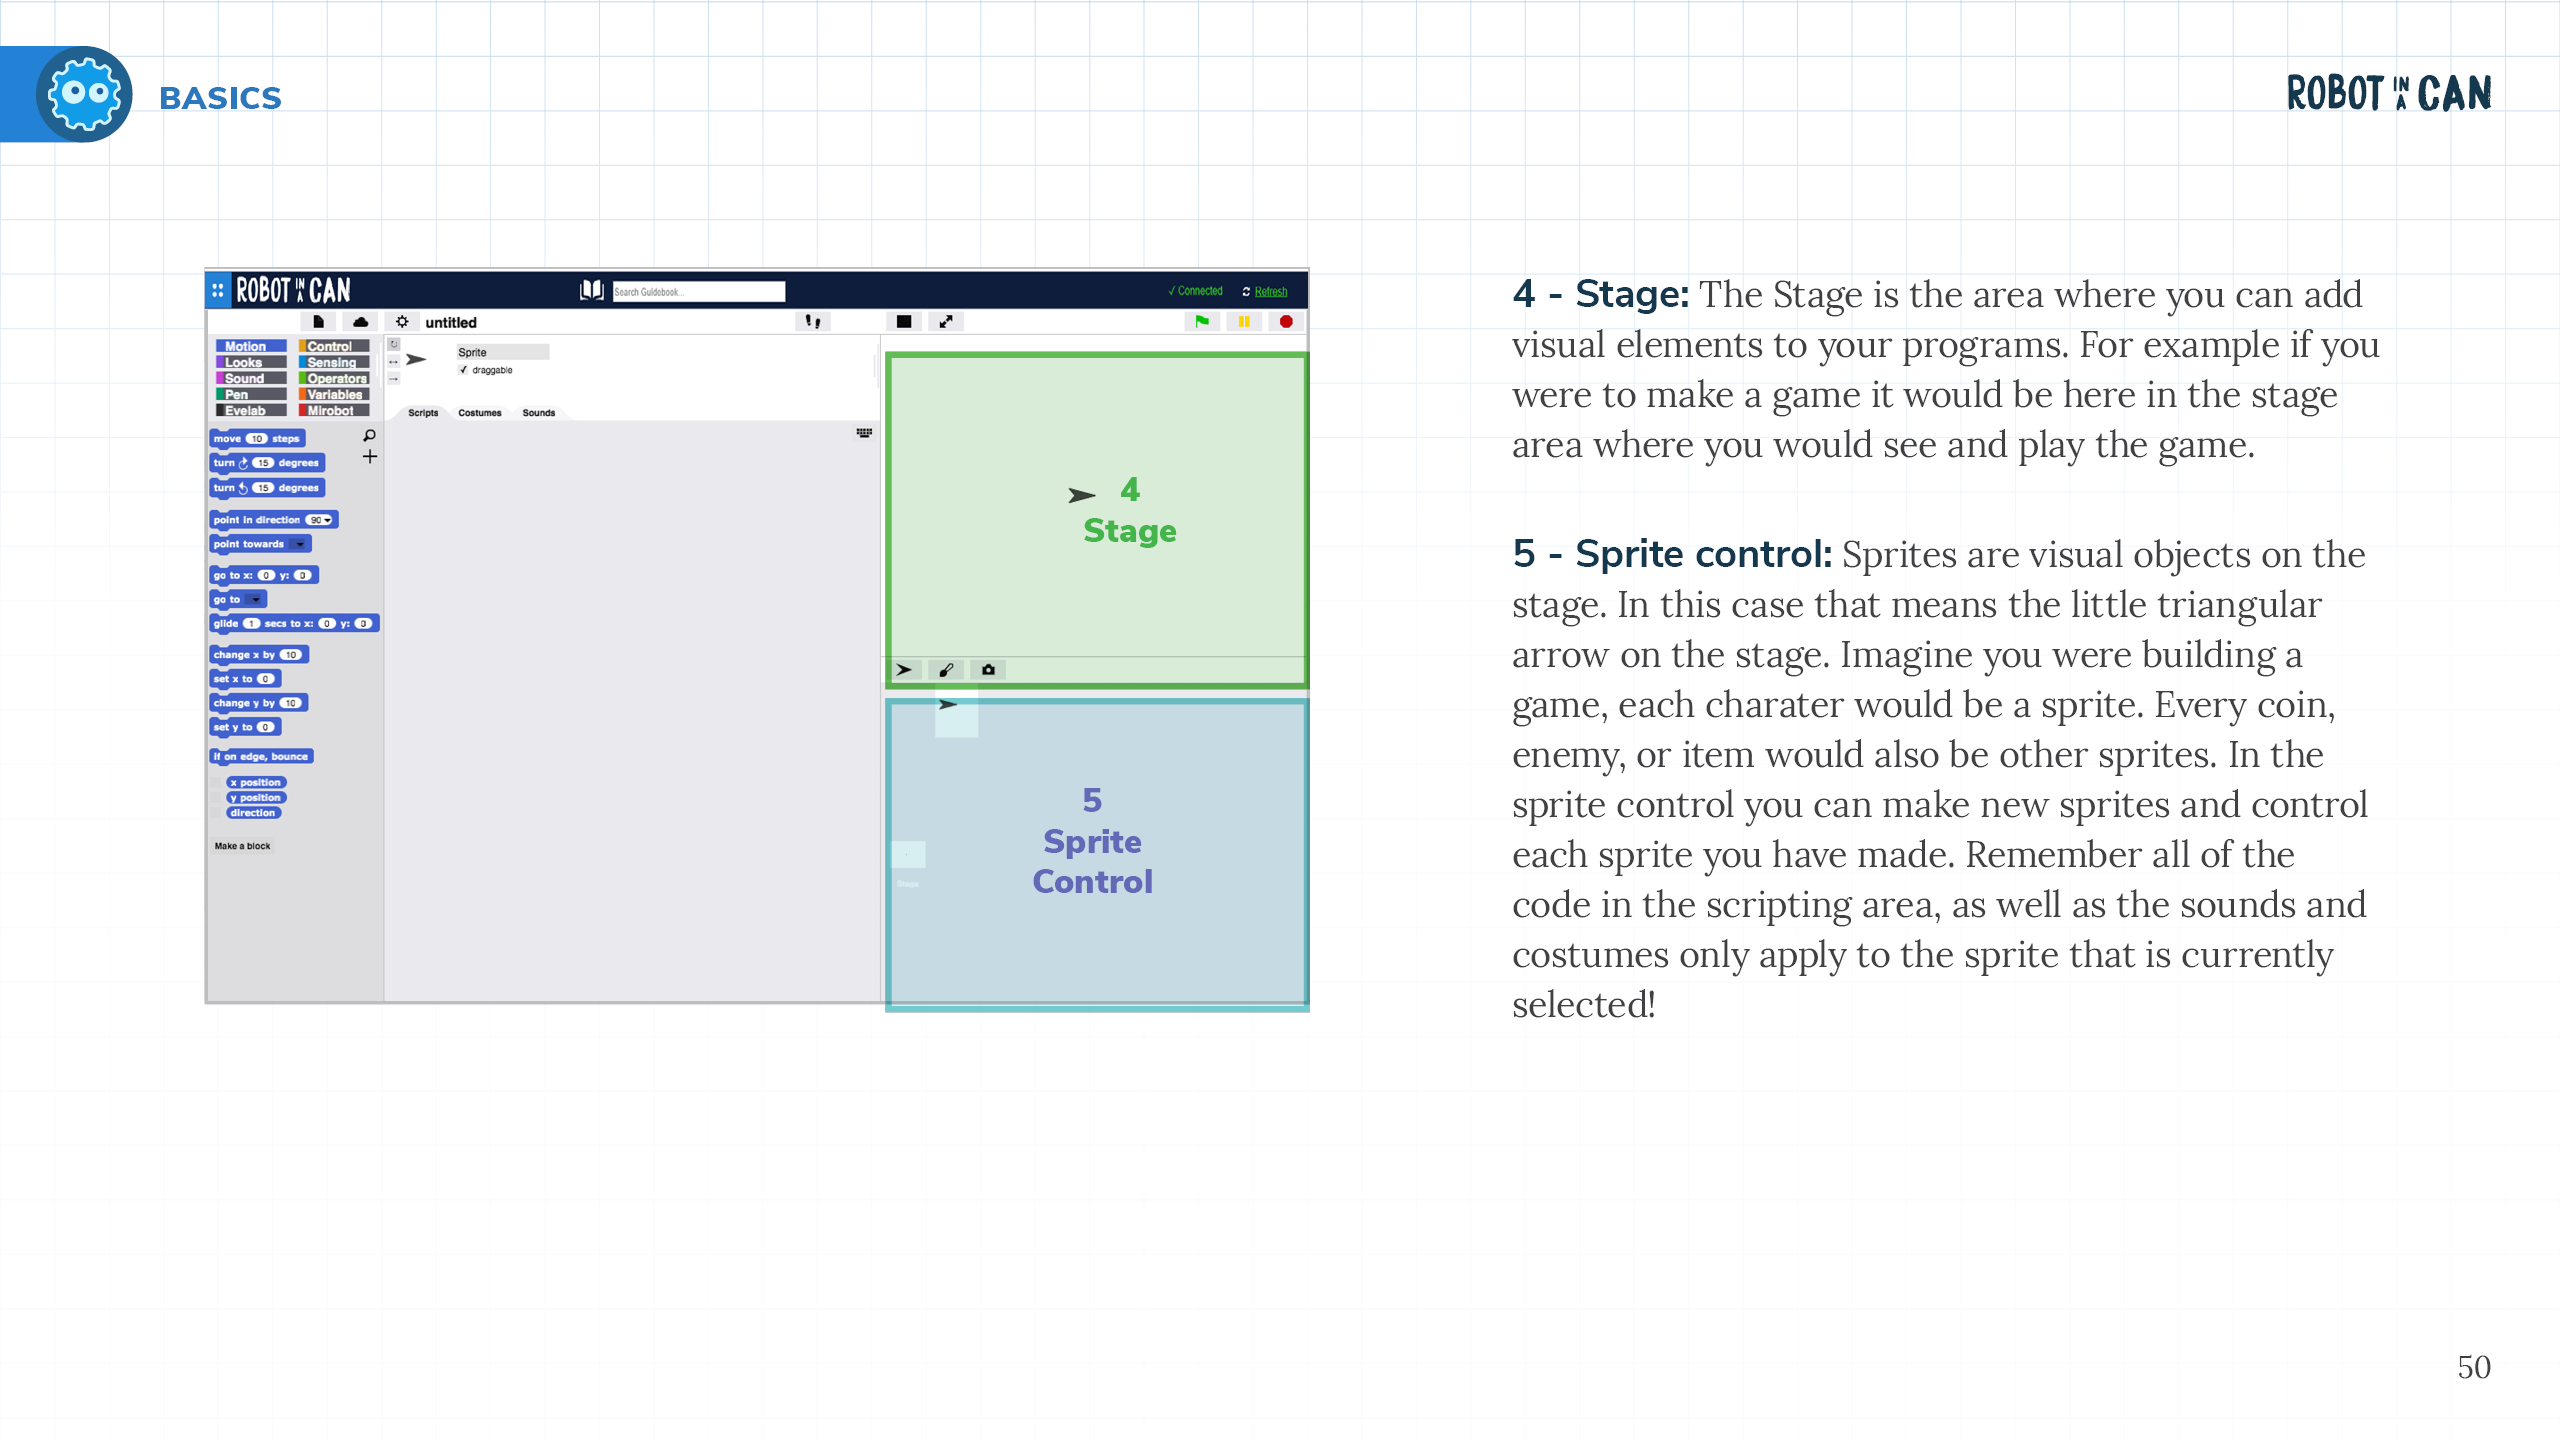 BASICS
ROBOT IN A CAN
ROBOT IN A CAN
Search Guidebook...
✓ Connected
Refresh
untitled
Motion Control
Looks Sensing
Sound Operators
Pen Variables
Evelab Mirobot
Sprite
✓ draggable
Scripts Costumes Sounds
move 10 steps
turn 15 degrees
turn 15 degrees
point in direction 90
point towards
go to x: 0 y: 0
go to
glide 1 secs to x: 0 y: 0
change x by 10
set x to 0
change y by 10
set y to 0
if on edge, bounce
x position
y position
direction
Make a block
4
Stage
5
Sprite
Control
Stage
4 - Stage: The Stage is the area where you can add
visual elements to your programs. For example if you
were to make a game it would be here in the stage
area where you would see and play the game.
5 - Sprite control: Sprites are visual objects on the
stage. In this case that means the little triangular
arrow on the stage. Imagine you were building a
game, each charater would be a sprite. Every coin,
enemy, or item would also be other sprites. In the
sprite control you can make new sprites and control
each sprite you have made. Remember all of the
code in the scripting area, as well as the sounds and
costumes only apply to the sprite that is currently
selected!
50